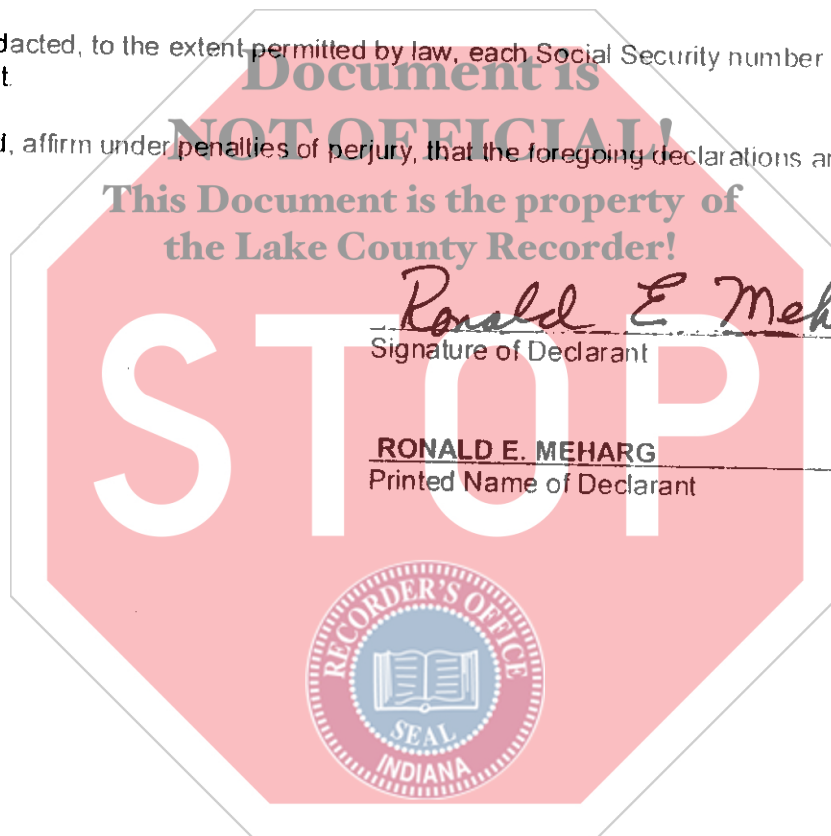 dacted, to the extent permitted by law, each Social Security number
t.
Document is
NOT OFFICIAL!
d, affirm under penalties of perjury, that the foregoing declarations ar
This Document is the property of
the Lake County Recorder!
Ronald E Meh
Signature of Declarant
STOP
RONALD E. MEHARG
Printed Name of Declarant
RECORDER'S OFFICE
SEAL
INDIANA